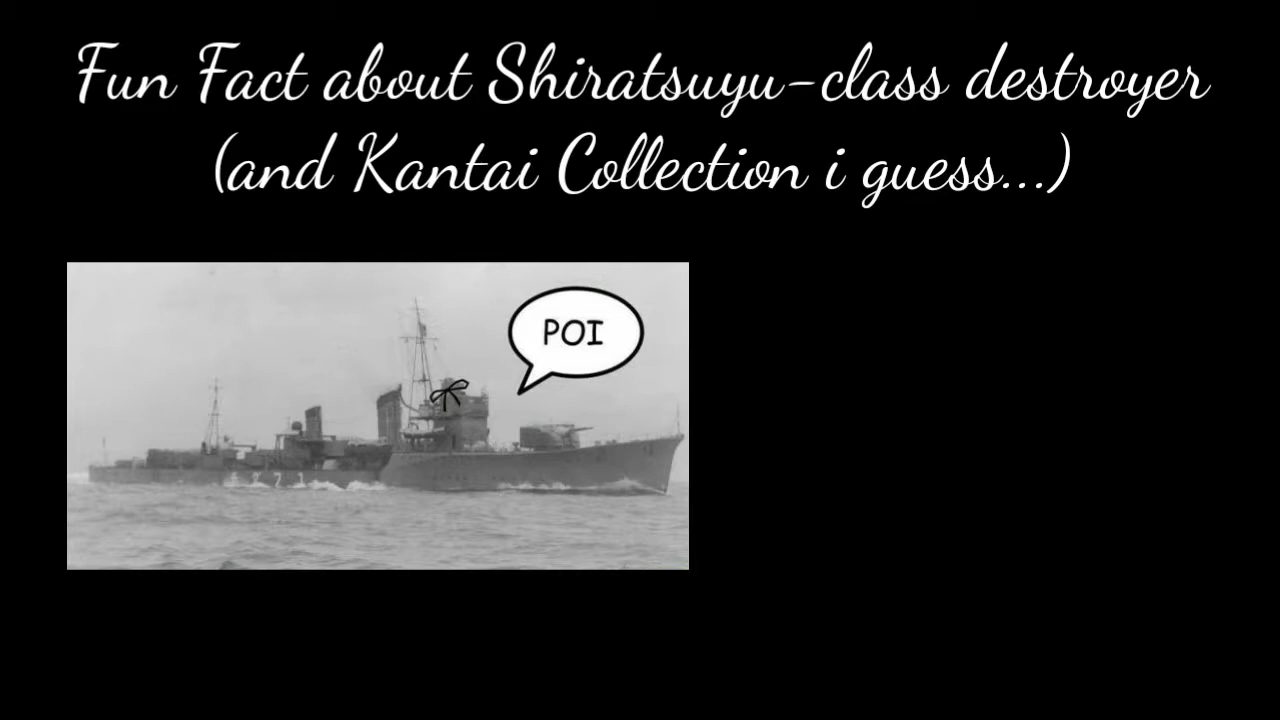 Fun Fact about Shiratsuyu-class destroyer
(and Kantai Collection i guess...)
POI